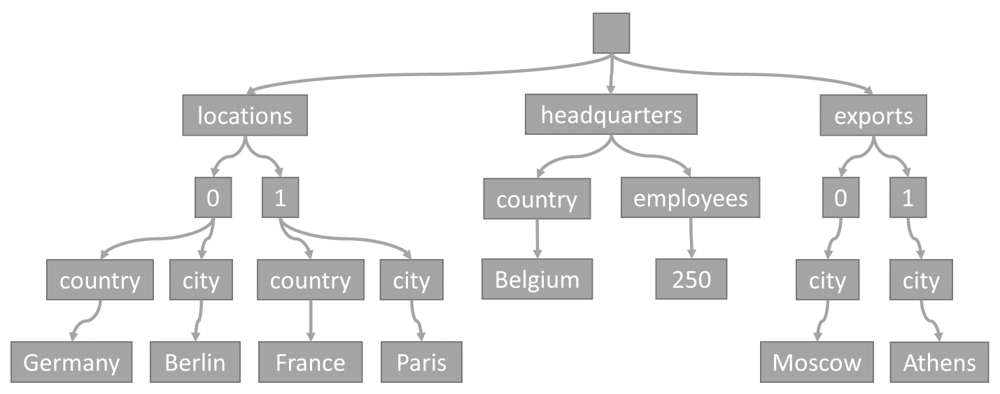 locations headquarters exports
0 1 country employees 0 1
country city country city Belgium 250 city city
Germany Berlin France Paris Moscow Athens